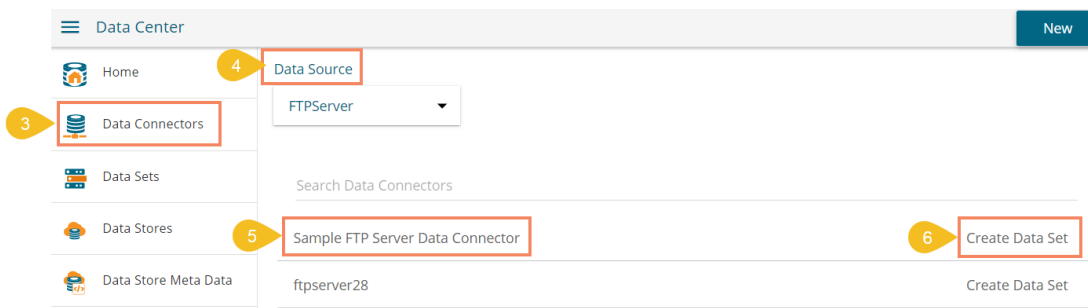 Data Center
New
Home
4
Data Source
FTPServer
3
Data Connectors
Data Sets
Search Data Connectors
Data Stores
5
Sample FTP Server Data Connector
6
Create Data Set
Data Store Meta Data
ftpserver28
Create Data Set